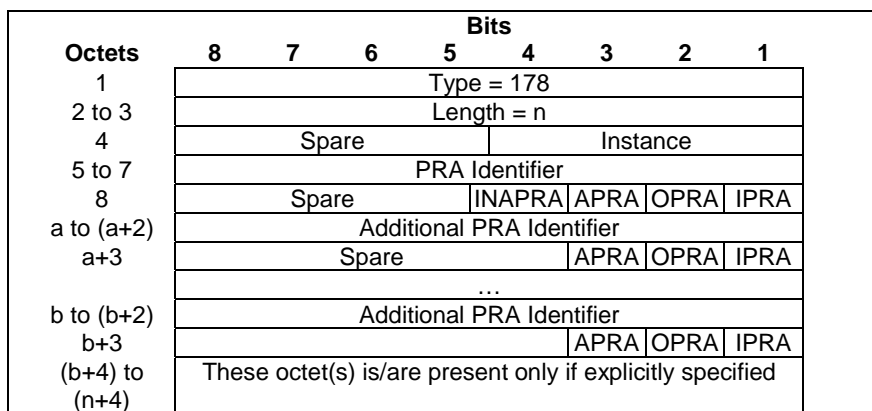 Bits
Octets 8 7 6 5 4 3 2 1
1 Type = 178
2 to 3 Length = n
4 Spare Instance
5 to 7 PRA Identifier
8 Spare INAPRA APRA OPRA IPRA
a to (a+2) Additional PRA Identifier
a+3 Spare APRA OPRA IPRA
…
b to (b+2) Additional PRA Identifier
b+3 APRA OPRA IPRA
(b+4) to These octet(s) is/are present only if explicitly specified
(n+4)